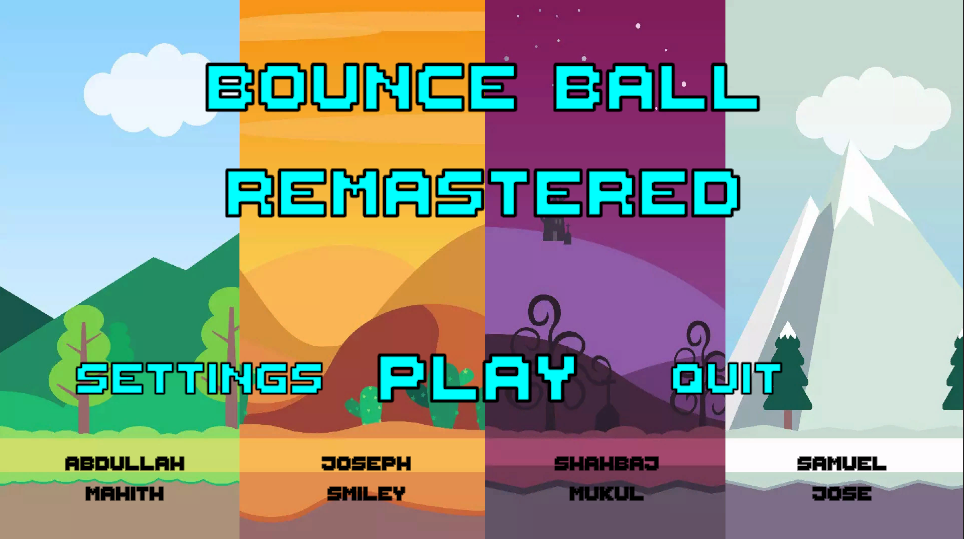 BOUNCE BALL
REMASTERED
SETTINGS PLAY QUIT
ABDULLAH JOSEPH SHAHBAJ SAMUEL
MAHITH SMILEY MUKUL JOSE